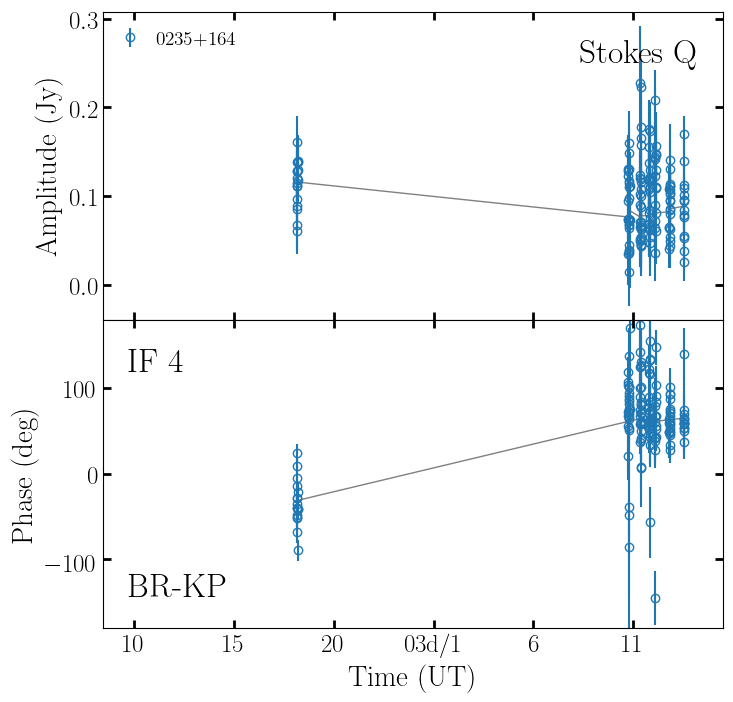 0235+164
Stokes Q
Amplitude (Jy)
0.3
0.2
0.1
0.0
IF 4
BR-KP
Phase (deg)
100
0
−100
10 15 20 03d/1 6 11
Time (UT)